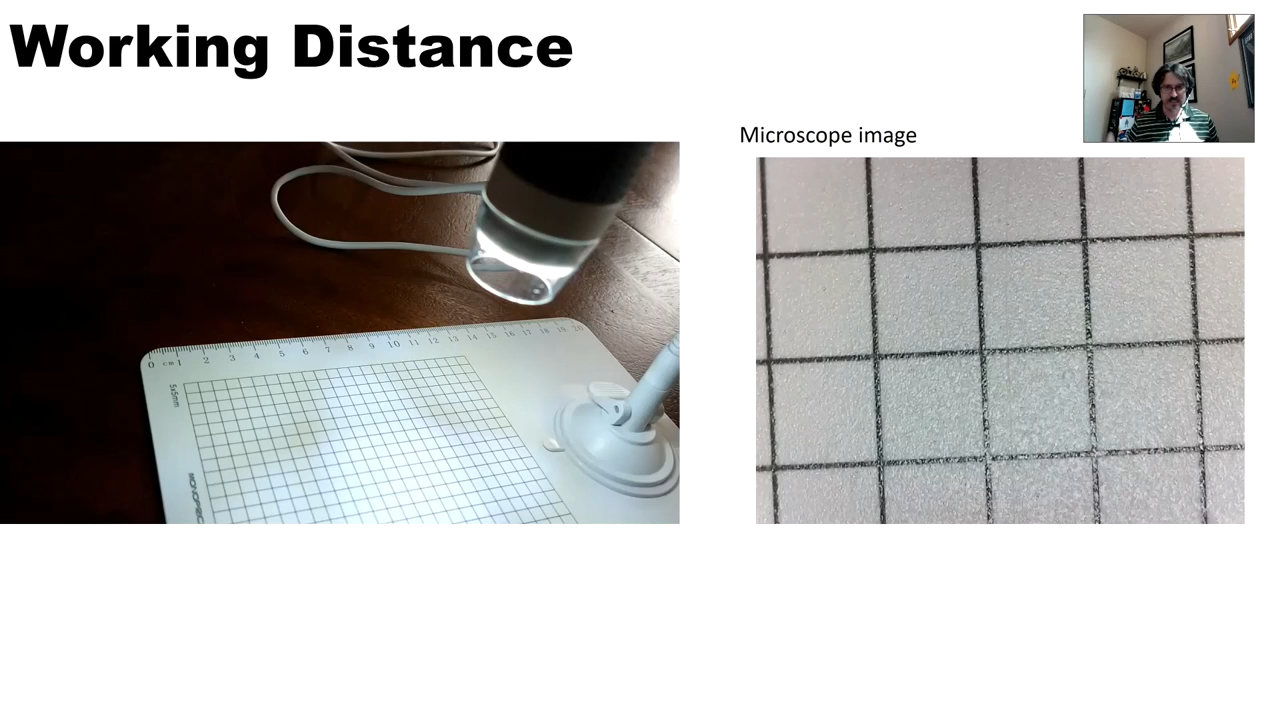 Working Distance
Microscope image
0 cm 1 2 3 4 5 6 7 8 9 10 11 12 13 14 15 16 17 18 19 20
5x5mm